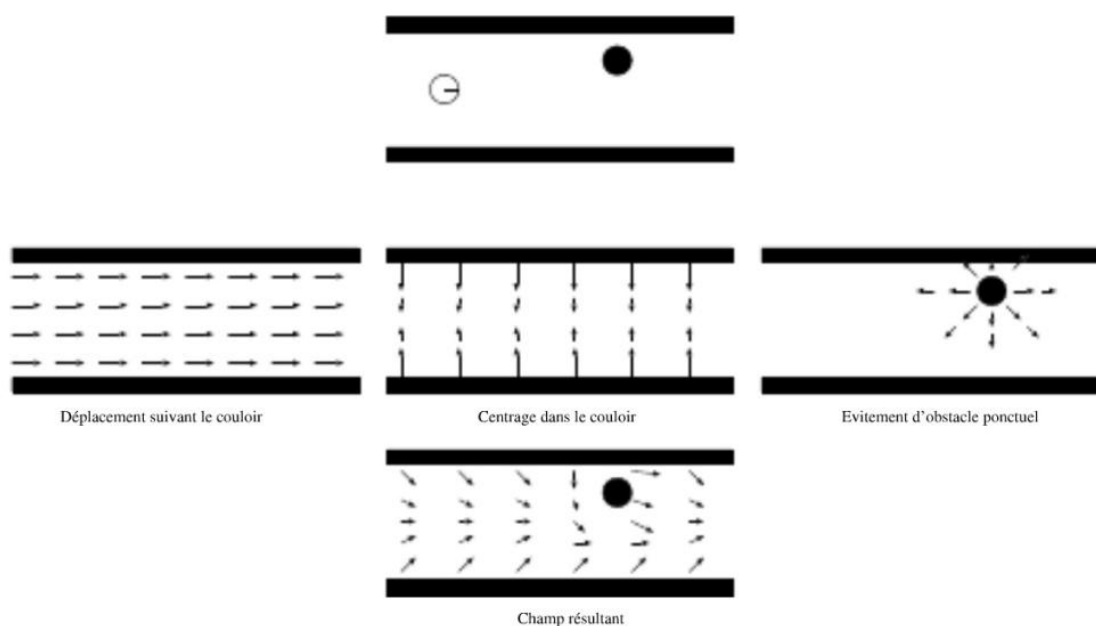 Déplacement suivant le couloir
Centrage dans le couloir
Evitement d'obstacle ponctuel
Champ résultant